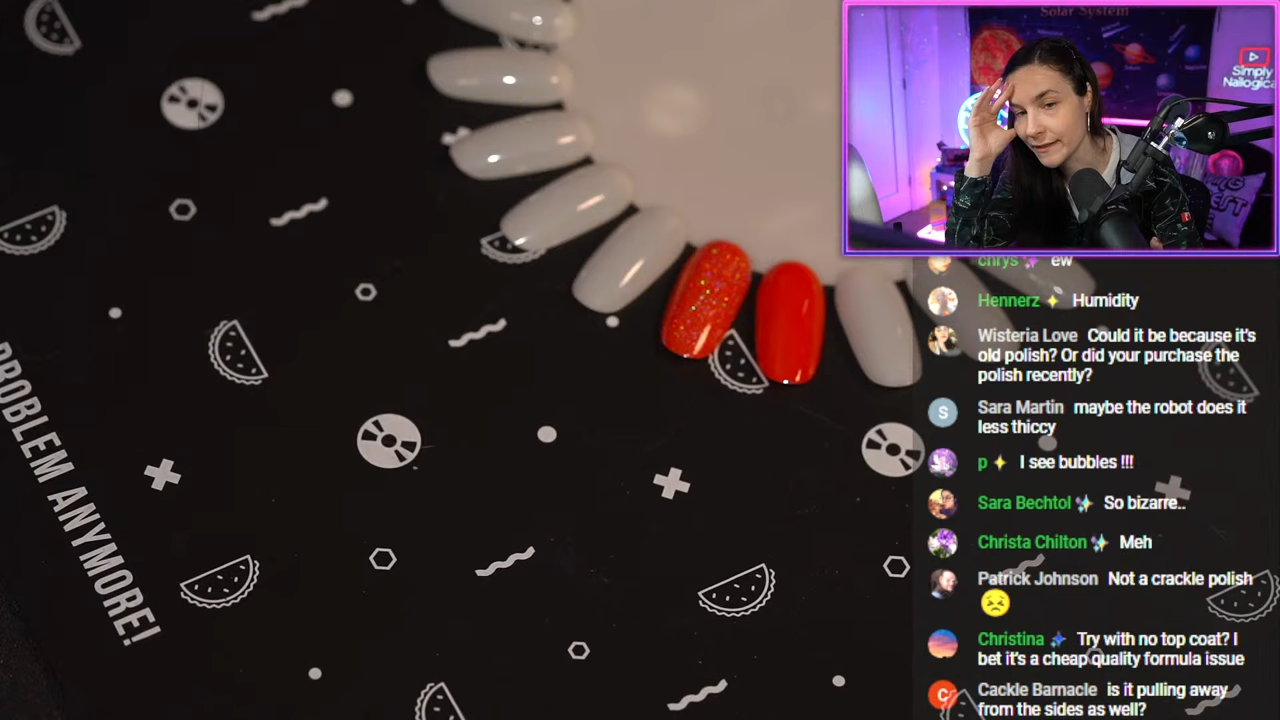 Solar System
Simply
Nailogical
PROBLEM ANYMORE!
chrys ew
Hennerz Humidity
Wisteria Love Could it be because it's
old polish? Or did your purchase the
polish recently?
S
Sara Martin maybe the robot does it
less thiccy
p I see bubbles !!!
Sara Bechtol So bizarre..
Christa Chilton Meh
Patrick Johnson Not a crackle polish
😣
Christina Try with no top coat? I
bet it's a cheap quality formula issue
C
Cackle Barnacle is it pulling away
from the sides as well?